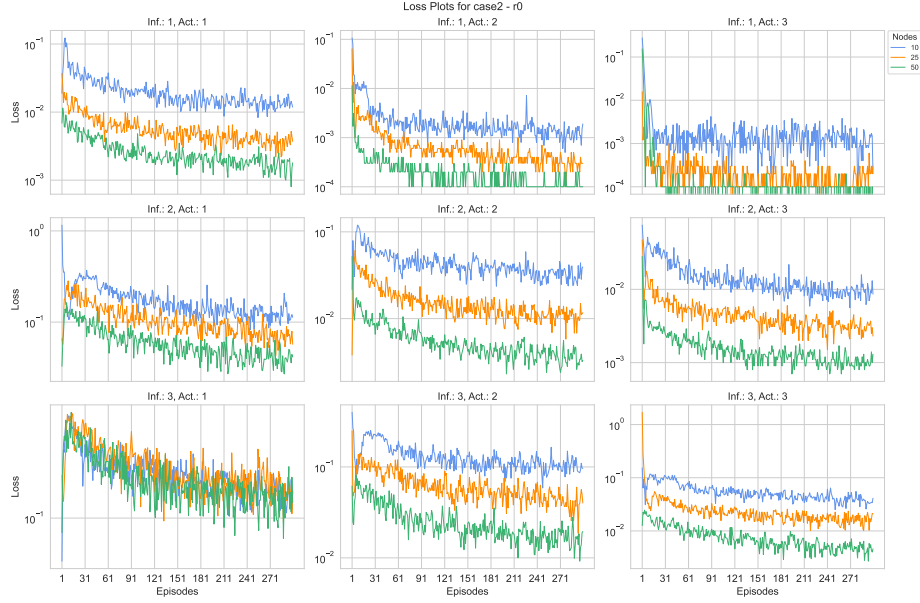 Loss Plots for case2 - r0
Inf.: 1, Act.: 1
Inf.: 1, Act.: 2
Inf.: 1, Act.: 3
Nodes
10
25
50
Loss
10⁻¹
10⁻²
10⁻³
10⁻¹
10⁻²
10⁻³
10⁻⁴
10⁻¹
10⁻²
10⁻³
10⁻⁴
Inf.: 2, Act.: 1
Inf.: 2, Act.: 2
Inf.: 2, Act.: 3
Loss
10⁰
10⁻¹
10⁻¹
10⁻²
10⁻¹
10⁻²
10⁻³
Inf.: 3, Act.: 1
Inf.: 3, Act.: 2
Inf.: 3, Act.: 3
Loss
10⁻¹
10⁻¹
10⁻²
10⁰
10⁻¹
10⁻²
1 31 61 91 121 151 181 211 241 271
1 31 61 91 121 151 181 211 241 271
1 31 61 91 121 151 181 211 241 271
Episodes
Episodes
Episodes